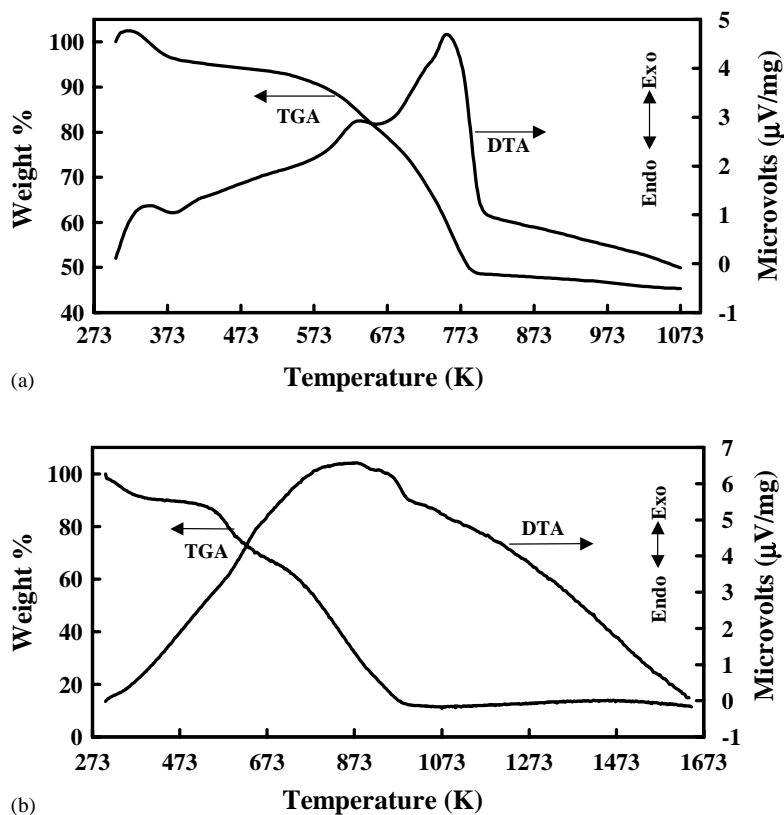 5
100
4
90
TGA
3
80
DTA
2
70
1
60
0
50
40
-1
273 373 473 573 673 773 873 973 1073
Weight %
Microvolts (μV/mg)
Endo Exo
Temperature (K)
(a)
7
100
6
80
DTA
5
TGA
4
60
3
40
2
1
20
0
0
-1
273 473 673 873 1073 1273 1473 1673
Weight %
Microvolts (μV/mg)
Endo Exo
Temperature (K)
(b)